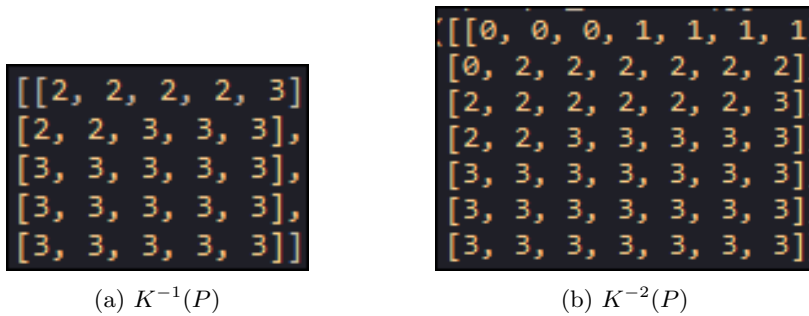 [[2, 2, 2, 2, 3]
[2, 2, 3, 3, 3],
[3, 3, 3, 3, 3],
[3, 3, 3, 3, 3],
[3, 3, 3, 3, 3]]
(a) K⁻¹(P)
[[[0, 0, 0, 1, 1, 1, 1
[0, 2, 2, 2, 2, 2, 2]
[2, 2, 2, 2, 2, 2, 3]
[2, 2, 3, 3, 3, 3, 3]
[3, 3, 3, 3, 3, 3, 3]
[3, 3, 3, 3, 3, 3, 3]
[3, 3, 3, 3, 3, 3, 3]
(b) K⁻²(P)